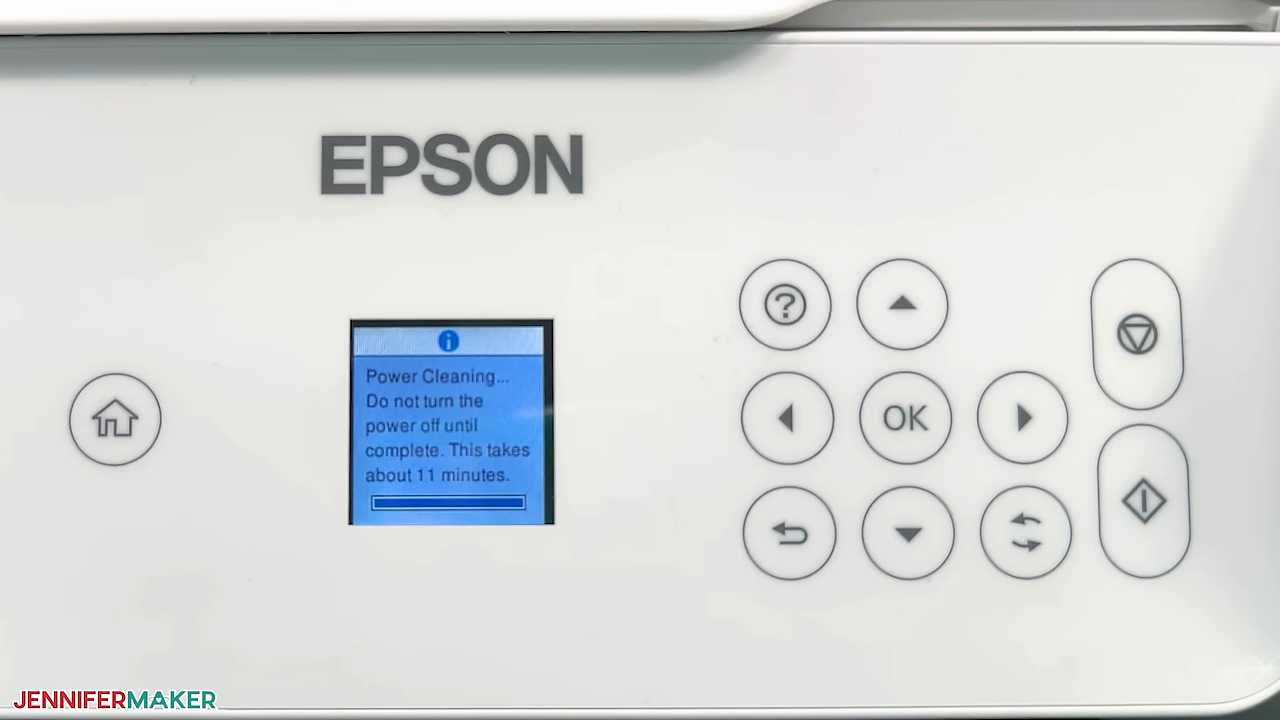 EPSON
Power Cleaning...
Do not turn the
power off until
complete. This takes
about 11 minutes.
?
OK
JENNIFERMAKER